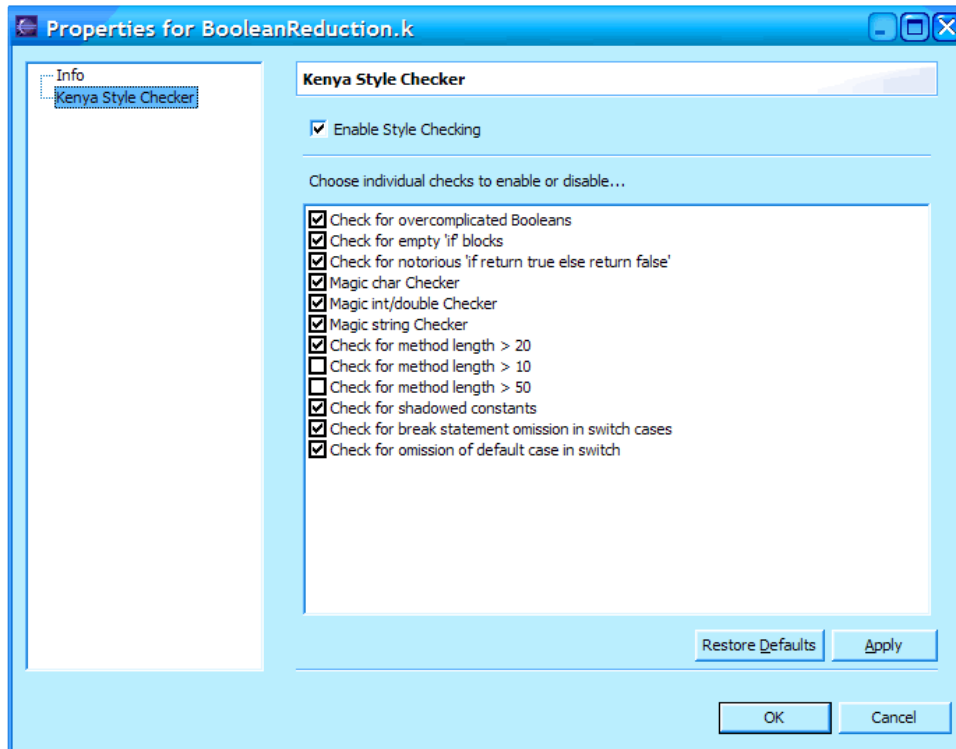 Properties for BooleanReduction.k
Info
Kenya Style Checker
Kenya Style Checker
Enable Style Checking
Choose individual checks to enable or disable...
Check for overcomplicated Booleans
Check for empty 'if' blocks
Check for notorious 'if return true else return false'
Magic char Checker
Magic int/double Checker
Magic string Checker
Check for method length > 20
Check for method length > 10
Check for method length > 50
Check for shadowed constants
Check for break statement omission in switch cases
Check for omission of default case in switch
Restore Defaults Apply
OK Cancel